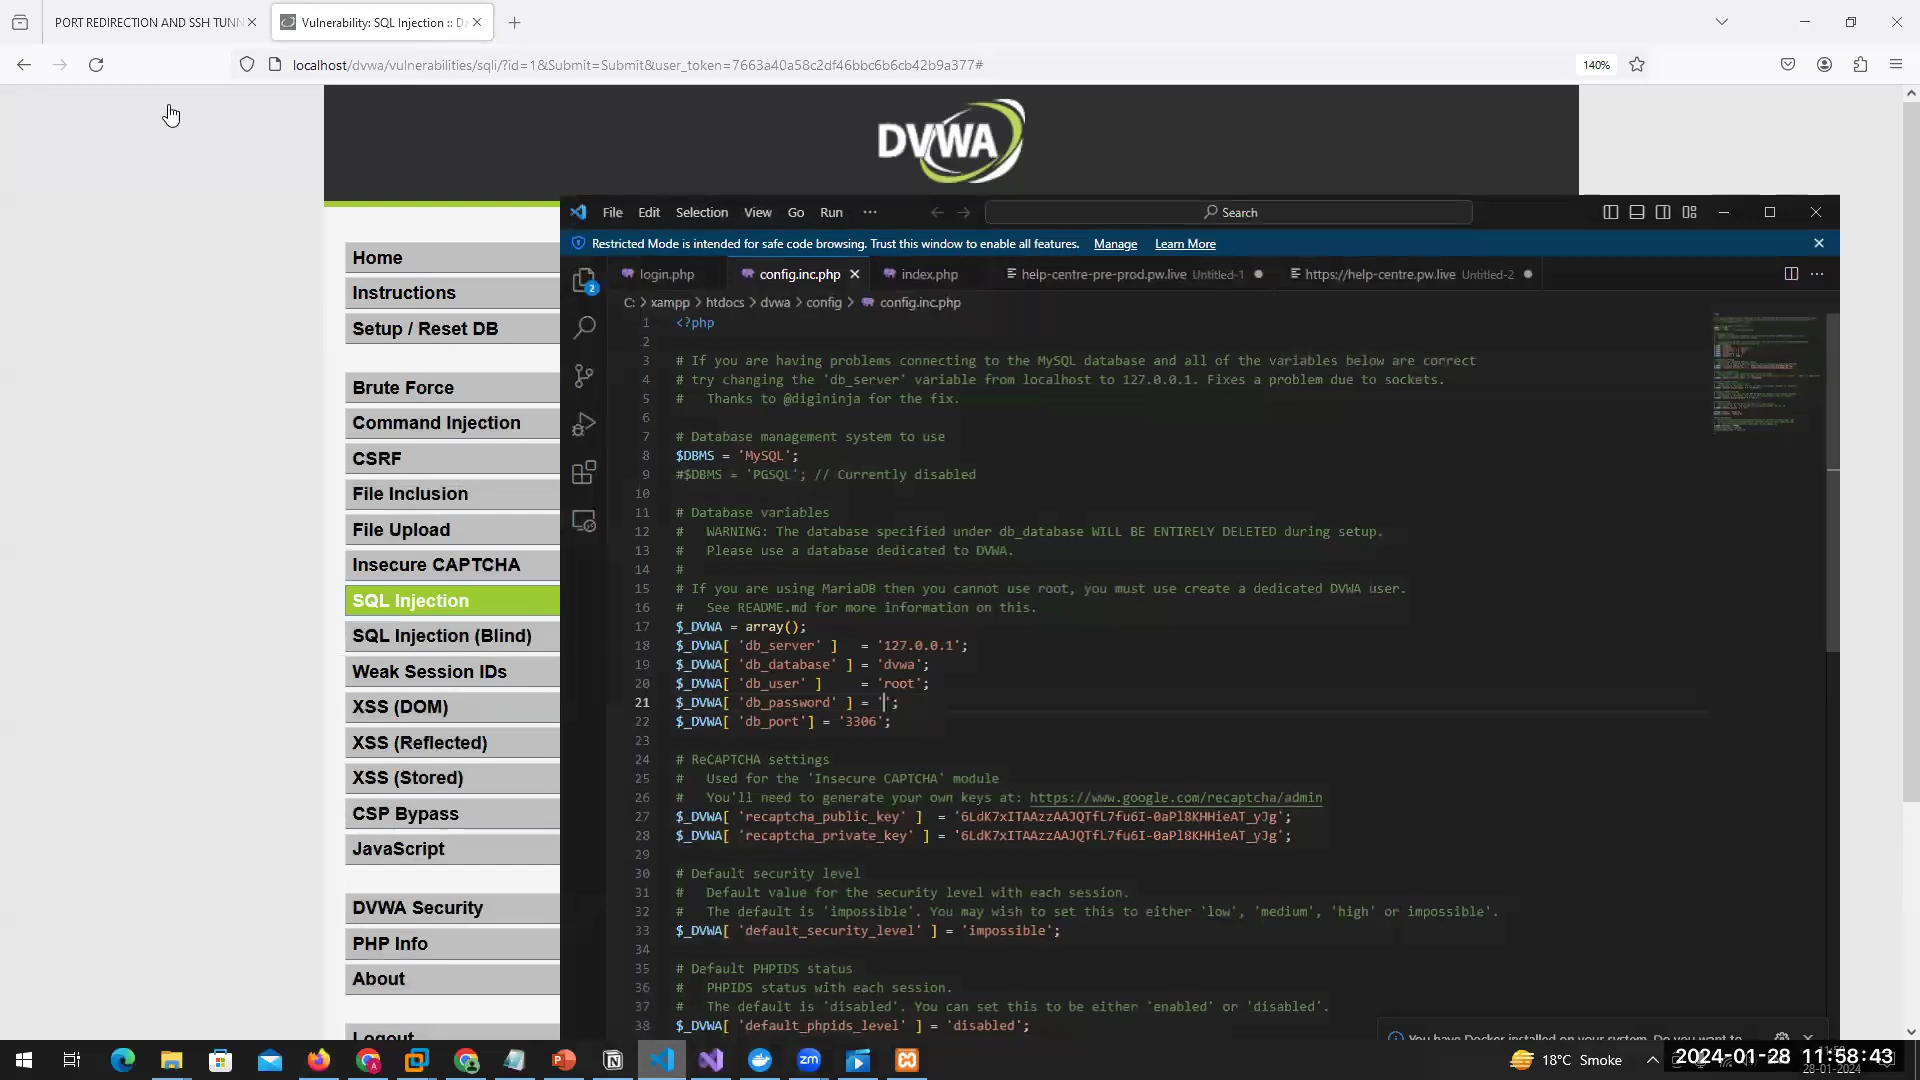 PORT REDIRECTION AND SSH TUNN
Vulnerability: SQL Injection :: D
localhost/dvwa/vulnerabilities/sqli/?id=1&Submit=Submit&user_token=7663a40a58c2df46bbc6b6cb42b9a377#
140%
DVWA
Home
Instructions
Setup / Reset DB
Brute Force
Command Injection
CSRF
File Inclusion
File Upload
Insecure CAPTCHA
SQL Injection
SQL Injection (Blind)
Weak Session IDs
XSS (DOM)
XSS (Reflected)
XSS (Stored)
CSP Bypass
JavaScript
DVWA Security
PHP Info
About
Logout
File Edit Selection View Go Run ···
Search
Restricted Mode is intended for safe code browsing. Trust this window to enable all features. Manage Learn More
2
login.php config.inc.php index.php help-centre-pre-prod.pw.live Untitled-1 https://help-centre.pw.live Untitled-2
C: > xampp > htdocs > dvwa > config > config.inc.php
1 <?php
2
3 # If you are having problems connecting to the MySQL database and all of the variables below are correct
4 # try changing the 'db_server' variable from localhost to 127.0.0.1. Fixes a problem due to sockets.
5 #   Thanks to @digininja for the fix.
6
7 # Database management system to use
8 $DBMS = 'MySQL';
9 #$DBMS = 'PGSQL'; // Currently disabled
10
11 # Database variables
12 #   WARNING: The database specified under db_database WILL BE ENTIRELY DELETED during setup.
13 #   Please use a database dedicated to DVWA.
14 #
15 # If you are using MariaDB then you cannot use root, you must use create a dedicated DVWA user.
16 #   See README.md for more information on this.
17 $_DVWA = array();
18 $_DVWA[ 'db_server' ]   = '127.0.0.1';
19 $_DVWA[ 'db_database' ] = 'dvwa';
20 $_DVWA[ 'db_user' ]     = 'root';
21 $_DVWA[ 'db_password' ] = '';
22 $_DVWA[ 'db_port'] = '3306';
23
24 # ReCAPTCHA settings
25 #   Used for the 'Insecure CAPTCHA' module
26 #   You'll need to generate your own keys at: https://www.google.com/recaptcha/admin
27 $_DVWA[ 'recaptcha_public_key' ]  = '6LdK7xITAAzzAAJQTfL7fu6I-0aPl8KHHieAT_yJg';
28 $_DVWA[ 'recaptcha_private_key' ] = '6LdK7xITAAzzAAJQTfL7fu6I-0aPl8KHHieAT_yJg';
29
30 # Default security level
31 #   Default value for the security level with each session.
32 #   The default is 'impossible'. You may wish to set this to either 'low', 'medium', 'high' or impossible'.
33 $_DVWA[ 'default_security_level' ] = 'impossible';
34
35 # Default PHPIDS status
36 #   PHPIDS status with each session.
37 #   The default is 'disabled'. You can set this to be either 'enabled' or 'disabled'.
38 $_DVWA[ 'default_phpids_level' ] = 'disabled';
You have Docker installed on your system. Do you want to
18°C Smoke
2024-01-28 11:58:43
28-01-2024